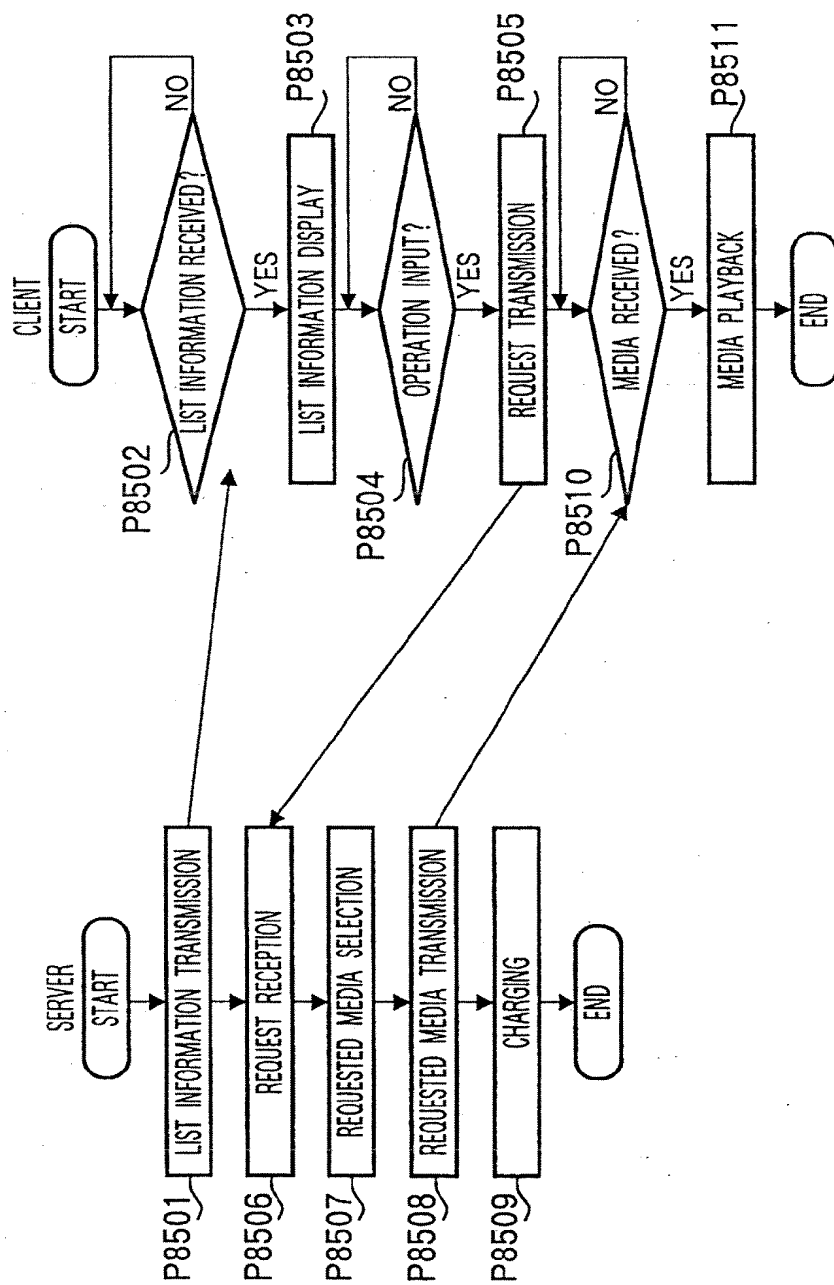 SERVER
START
P8501
LIST INFORMATION TRANSMISSION
P8506
REQUEST RECEPTION
P8507
REQUESTED MEDIA SELECTION
P8508
REQUESTED MEDIA TRANSMISSION
P8509
CHARGING
END
CLIENT
START
P8502
LIST INFORMATION RECEIVED?
NO
YES
LIST INFORMATION DISPLAY
P8503
P8504
OPERATION INPUT?
NO
YES
REQUEST TRANSMISSION
P8505
P8510
MEDIA RECEIVED?
NO
YES
MEDIA PLAYBACK
P8511
END